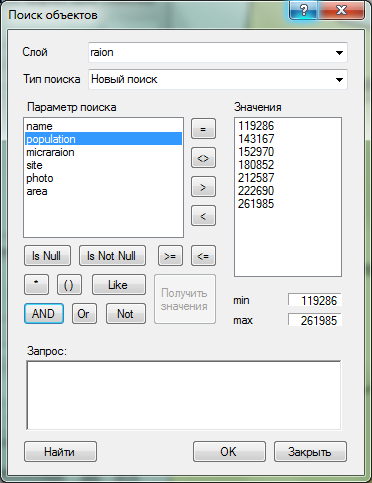 Поиск объектов
?
Слой raion
Тип поиска Новый поиск
Параметр поиска Значения
name
population
micraraion
site
photo
area
=
<>
>
<
119286
143167
152970
180852
212587
222690
261985
Is Null Is Not Null >= <=
* ( ) Like Получить значения
AND Or Not
min 119286
max 261985
Запрос:
Найти OK Закрыть